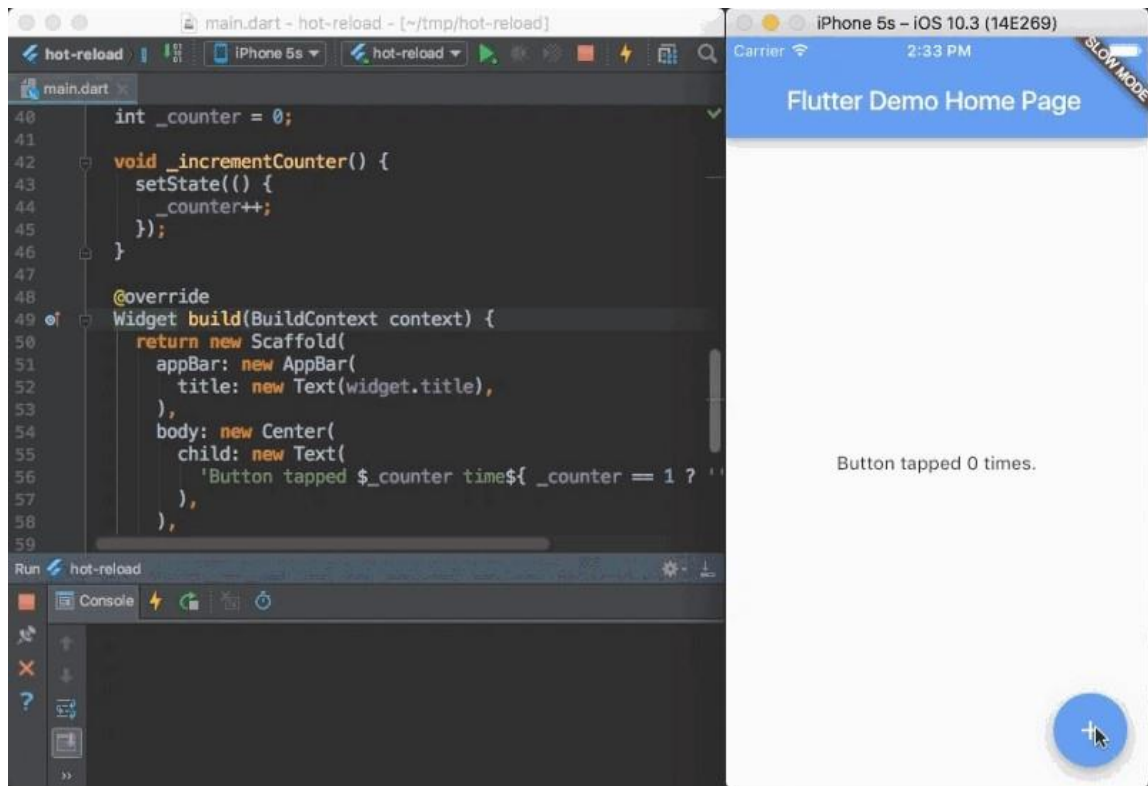 main.dart - hot-reload - [~/tmp/hot-reload]
hot-reload
iPhone 5s
hot-reload
main.dart
40 int _counter = 0;
41
42 void _incrementCounter() {
43 setState(() {
44 _counter++;
45 });
46 }
47
48 @override
49 Widget build(BuildContext context) {
50 return new Scaffold(
51 appBar: new AppBar(
52 title: new Text(widget.title),
53 ),
54 body: new Center(
55 child: new Text(
56 'Button tapped $_counter time${ _counter == 1 ? ''
57 ),
58 ),
59
Run hot-reload
Console
iPhone 5s – iOS 10.3 (14E269)
Carrier 2:33 PM
SLOW MODE
Flutter Demo Home Page
Button tapped 0 times.